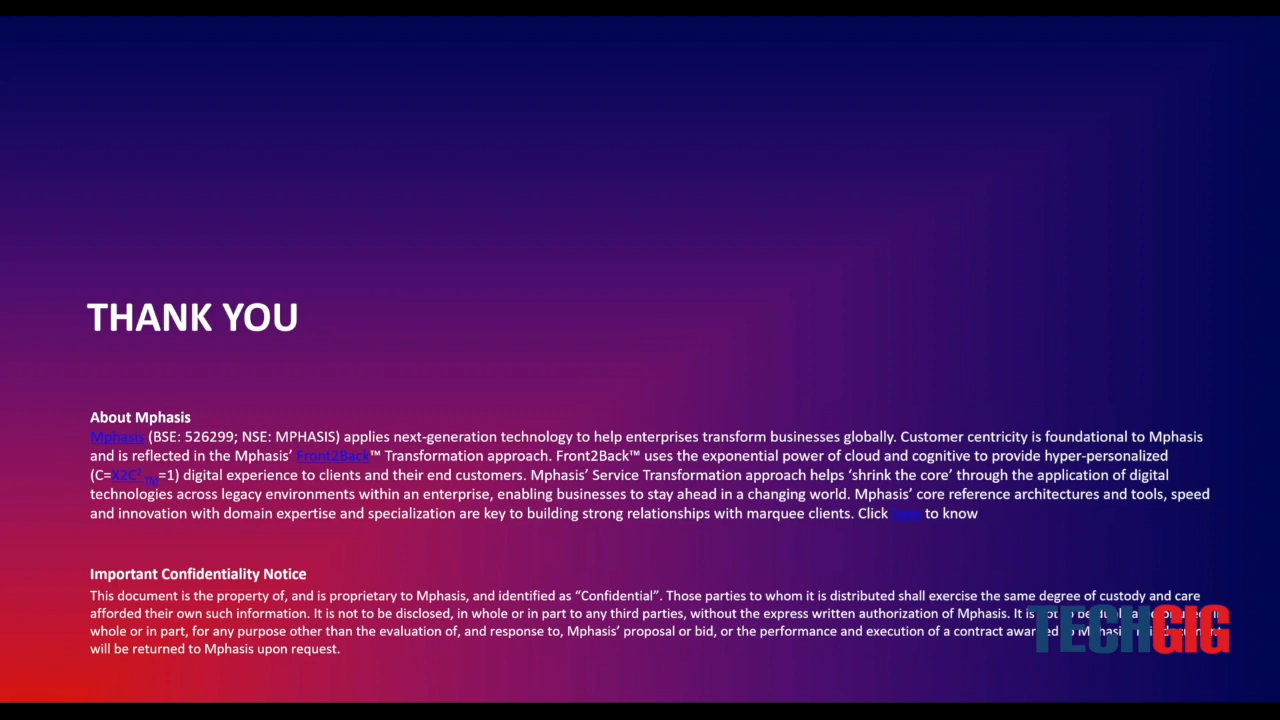 THANK YOU
About Mphasis
Mphasis (BSE: 526299; NSE: MPHASIS) applies next-generation technology to help enterprises transform businesses globally. Customer centricity is foundational to Mphasis
and is reflected in the Mphasis’ Front2Back™ Transformation approach. Front2Back™ uses the exponential power of cloud and cognitive to provide hyper-personalized
(C=X2C²TM=1) digital experience to clients and their end customers. Mphasis’ Service Transformation approach helps ‘shrink the core’ through the application of digital
technologies across legacy environments within an enterprise, enabling businesses to stay ahead in a changing world. Mphasis’ core reference architectures and tools, speed
and innovation with domain expertise and specialization are key to building strong relationships with marquee clients. Click here to know
Important Confidentiality Notice
This document is the property of, and is proprietary to Mphasis, and identified as “Confidential”. Those parties to whom it is distributed shall exercise the same degree of custody and care
afforded their own such information. It is not to be disclosed, in whole or in part to any third parties, without the express written authorization of Mphasis. It is not to be
whole or in part, for any purpose other than the evaluation of, and response to, Mphasis’ proposal or bid, or the performance and execution of a contract awarded to Mphasis
will be returned to Mphasis upon request.
TECHGIG